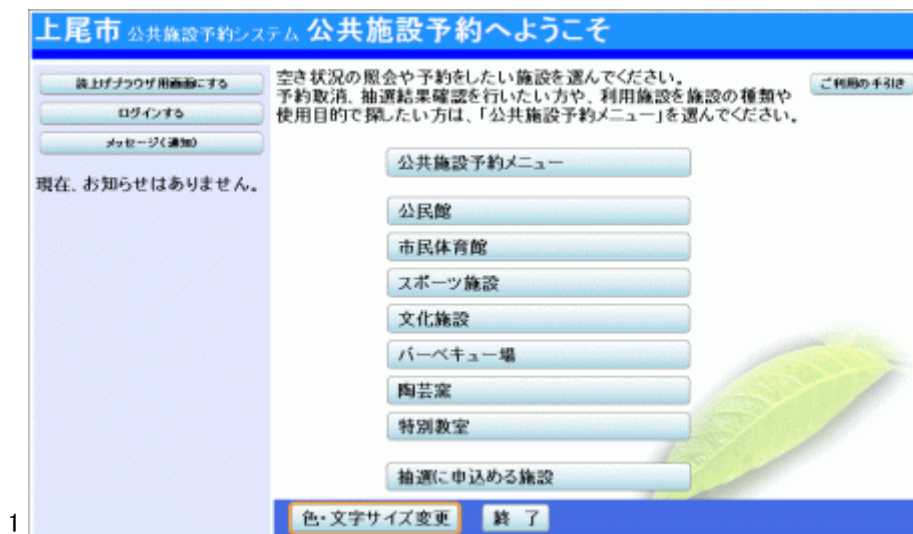 上尾市 公共施設予約システム 公共施設予約へようこそ
読上げブラウザ用画面にする
ログインする
メッセージ(通知)
現在、お知らせはありません。
空き状況の照会や予約をしたい施設を選んでください。
予約取消、抽選結果確認を行いたい方や、利用施設を施設の種類や
使用目的で探したい方は、「公共施設予約メニュー」を選んでください。
ご利用の手引き
公共施設予約メニュー
公民館
市民体育館
スポーツ施設
文化施設
バーベキュー場
陶芸窯
特別教室
抽選に申込める施設
色・文字サイズ変更
終 了
1